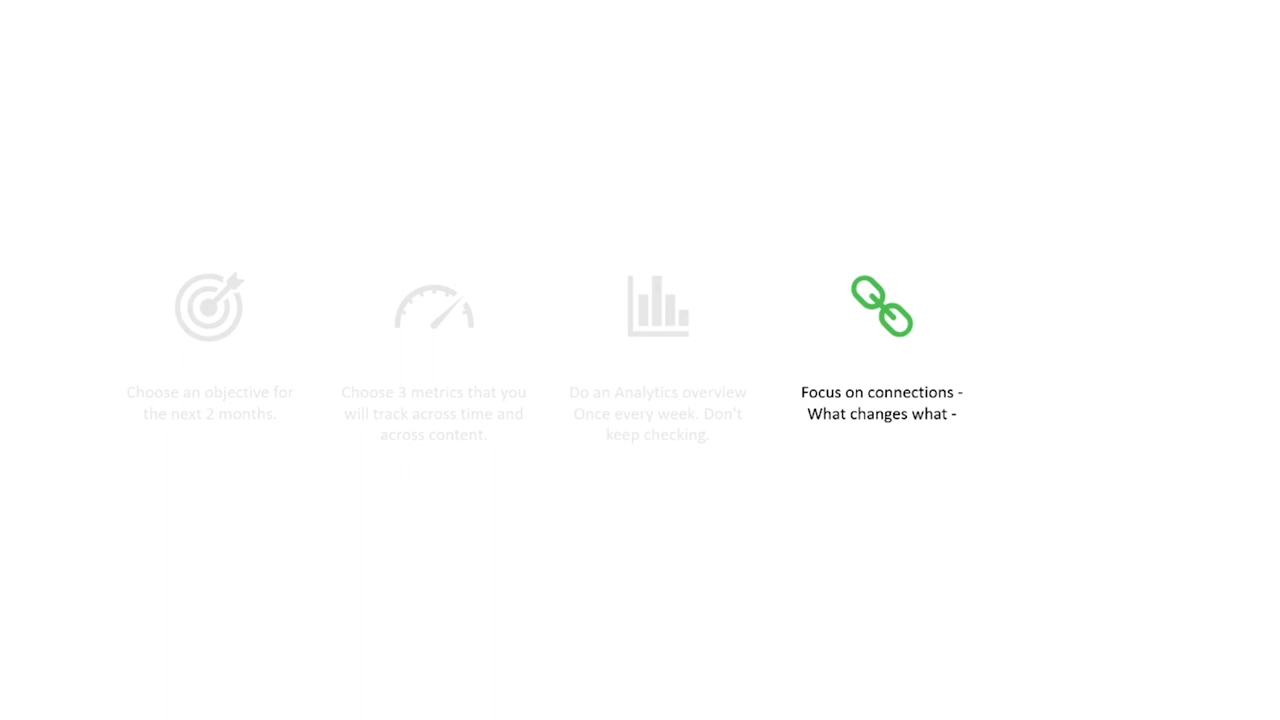 Choose an objective for
the next 2 months.
Choose 3 metrics that you
will track across time and
across content.
Do an Analytics overview
Once every week. Don't
keep checking.
Focus on connections -
What changes what -